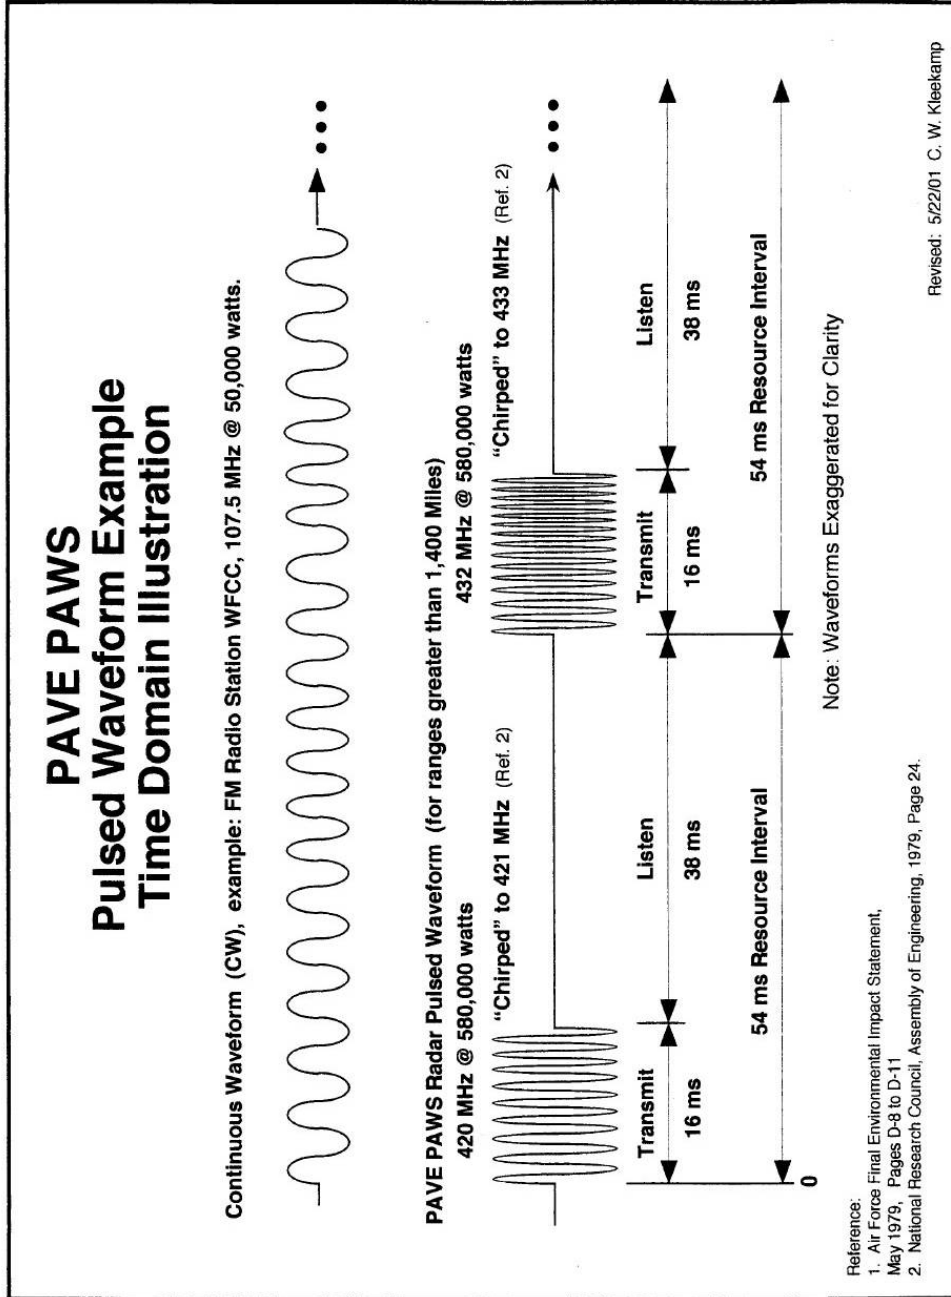 PAVE PAWS
Pulsed Waveform Example
Time Domain Illustration
Continuous Waveform (CW), example: FM Radio Station WFCC, 107.5 MHz @ 50,000 watts.
PAVE PAWS Radar Pulsed Waveform (for ranges greater than 1,400 Miles)
420 MHz @ 580,000 watts
432 MHz @ 580,000 watts
"Chirped" to 421 MHz (Ref. 2)
"Chirped" to 433 MHz (Ref. 2)
Transmit
Listen
Transmit
Listen
16 ms
38 ms
16 ms
38 ms
54 ms Resource Interval
54 ms Resource Interval
0
Note: Waveforms Exaggerated for Clarity
Reference:
1. Air Force Final Environmental Impact Statement,
May 1979, Pages D-8 to D-11
2. National Research Council, Assembly of Engineering, 1979, Page 24.
Revised: 5/22/01 C. W. Kleekamp